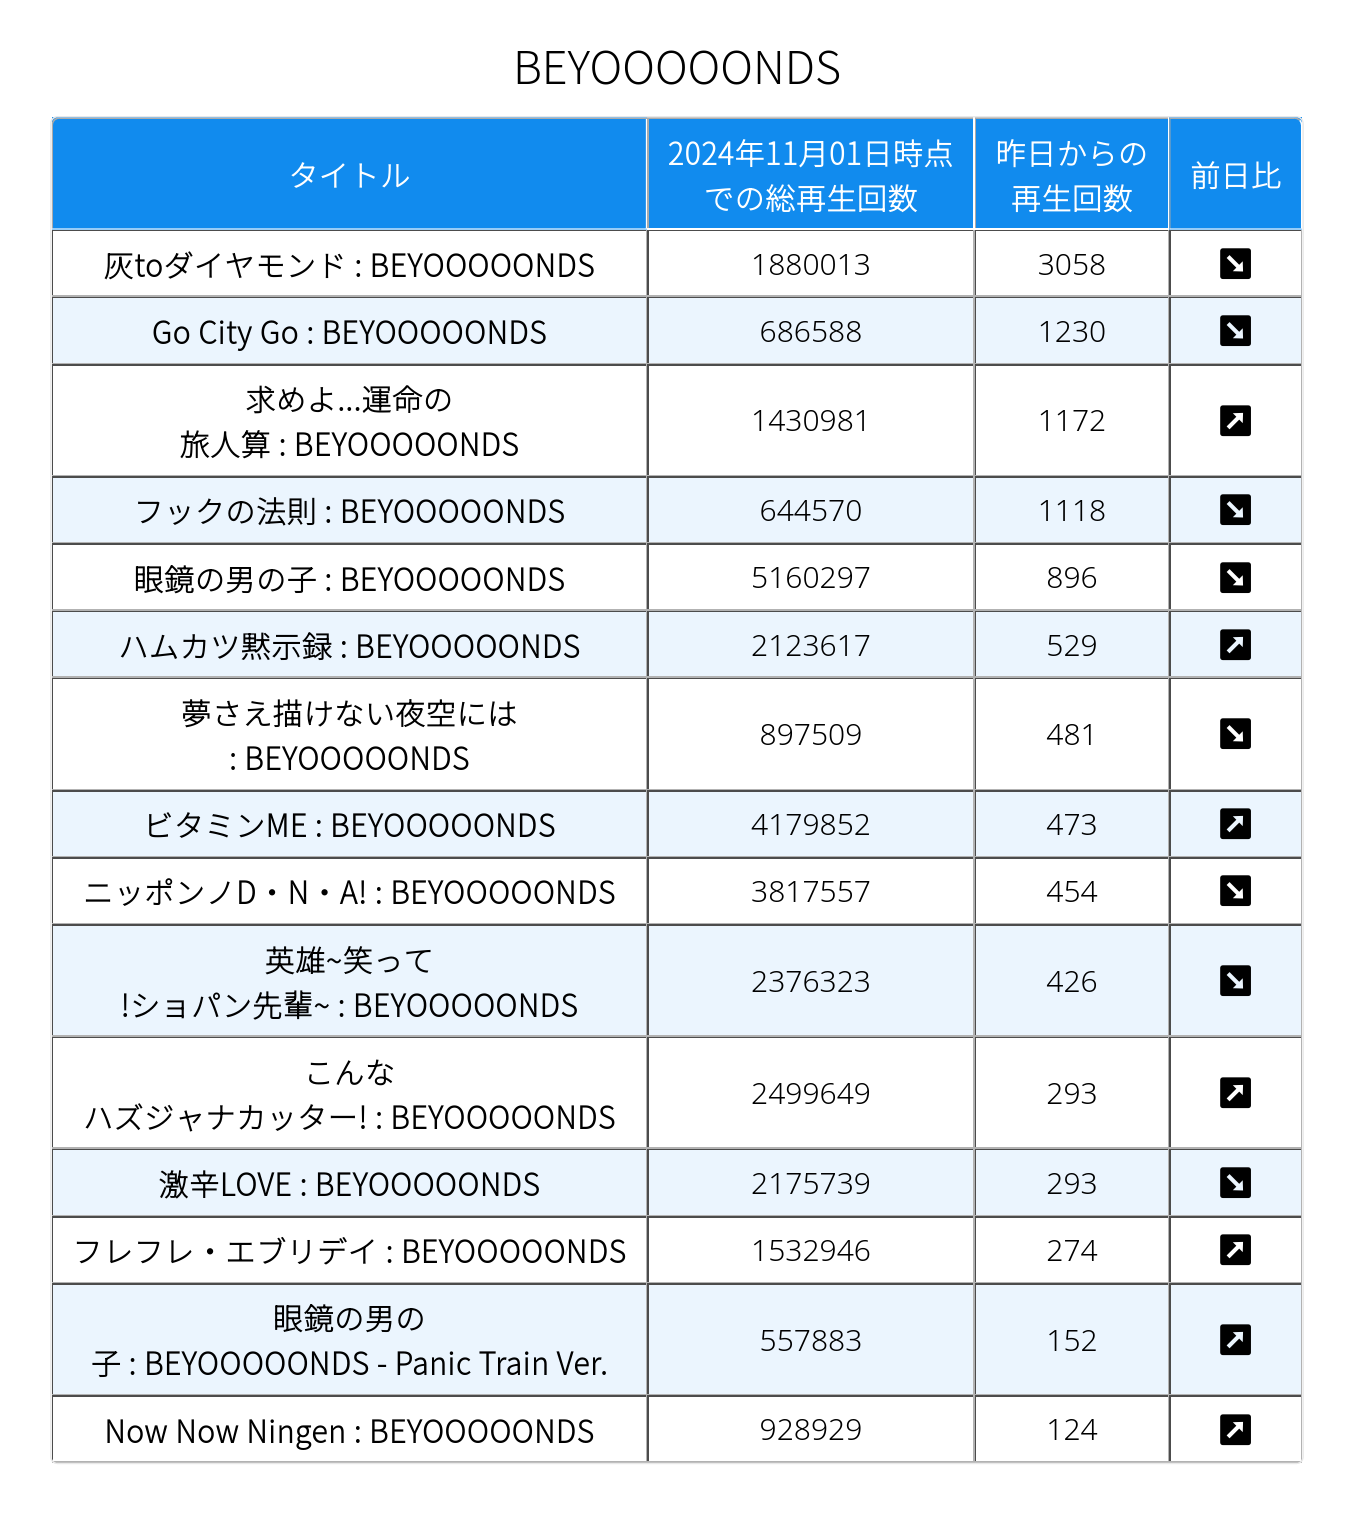 BEYOOOOONDS
タイトル
2024年11月01日時点
での総再生回数
昨日からの
再生回数
前日比
灰toダイヤモンド : BEYOOOOONDS
1880013
3058
Go City Go : BEYOOOOONDS
686588
1230
求めよ...運命の
旅人算 : BEYOOOOONDS
1430981
1172
フックの法則 : BEYOOOOONDS
644570
1118
眼鏡の男の子 : BEYOOOOONDS
5160297
896
ハムカツ黙示録 : BEYOOOOONDS
2123617
529
夢さえ描けない夜空には
: BEYOOOOONDS
897509
481
ビタミンME : BEYOOOOONDS
4179852
473
ニッポンノD・N・A! : BEYOOOOONDS
3817557
454
英雄~笑って
!ショパン先輩~ : BEYOOOOONDS
2376323
426
こんな
ハズジャナカッター! : BEYOOOOONDS
2499649
293
激辛LOVE : BEYOOOOONDS
2175739
293
フレフレ・エブリデイ : BEYOOOOONDS
1532946
274
眼鏡の男の
子 : BEYOOOOONDS - Panic Train Ver.
557883
152
Now Now Ningen : BEYOOOOONDS
928929
124